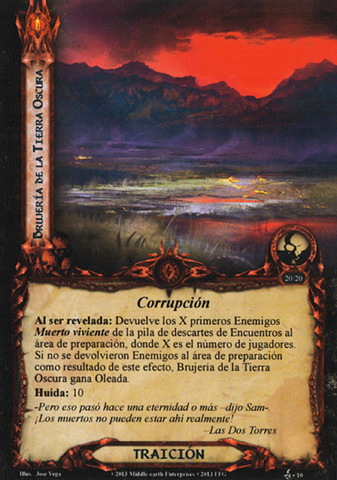 Brujería de la Tierra Oscura
20/20
Corrupción
Al ser revelada: Devuelve los X primeros Enemigos
Muerto viviente de la pila de descartes de Encuentros al
área de preparación, donde X es el número de jugadores.
Si no se devolvieron Enemigos al área de preparación
como resultado de este efecto, Brujería de la Tierra
Oscura gana Oleada.
Huida: 10
-Pero eso pasó hace una eternidad o más –dijo Sam-.
¡Los muertos no pueden estar ahí realmente!
–Las Dos Torres
TRAICIÓN
Illus. Jose Vega
©2013 Middle-earth Enterprises ©2013 FFG
10